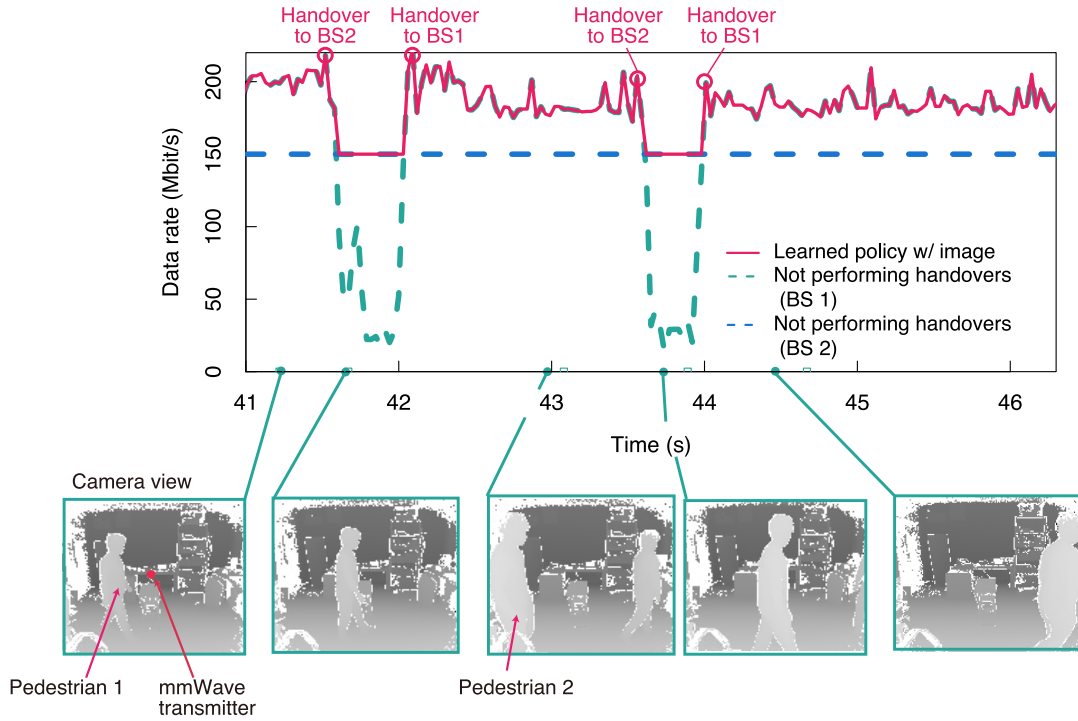 Handover
to BS2
Handover
to BS1
Handover
to BS2
Handover
to BS1
Data rate (Mbit/s)
200
150
100
50
0
Learned policy w/ image
Not performing handovers
(BS 1)
Not performing handovers
(BS 2)
41
42
43
44
45
46
Time (s)
Camera view
Pedestrian 1
mmWave
transmitter
Pedestrian 2